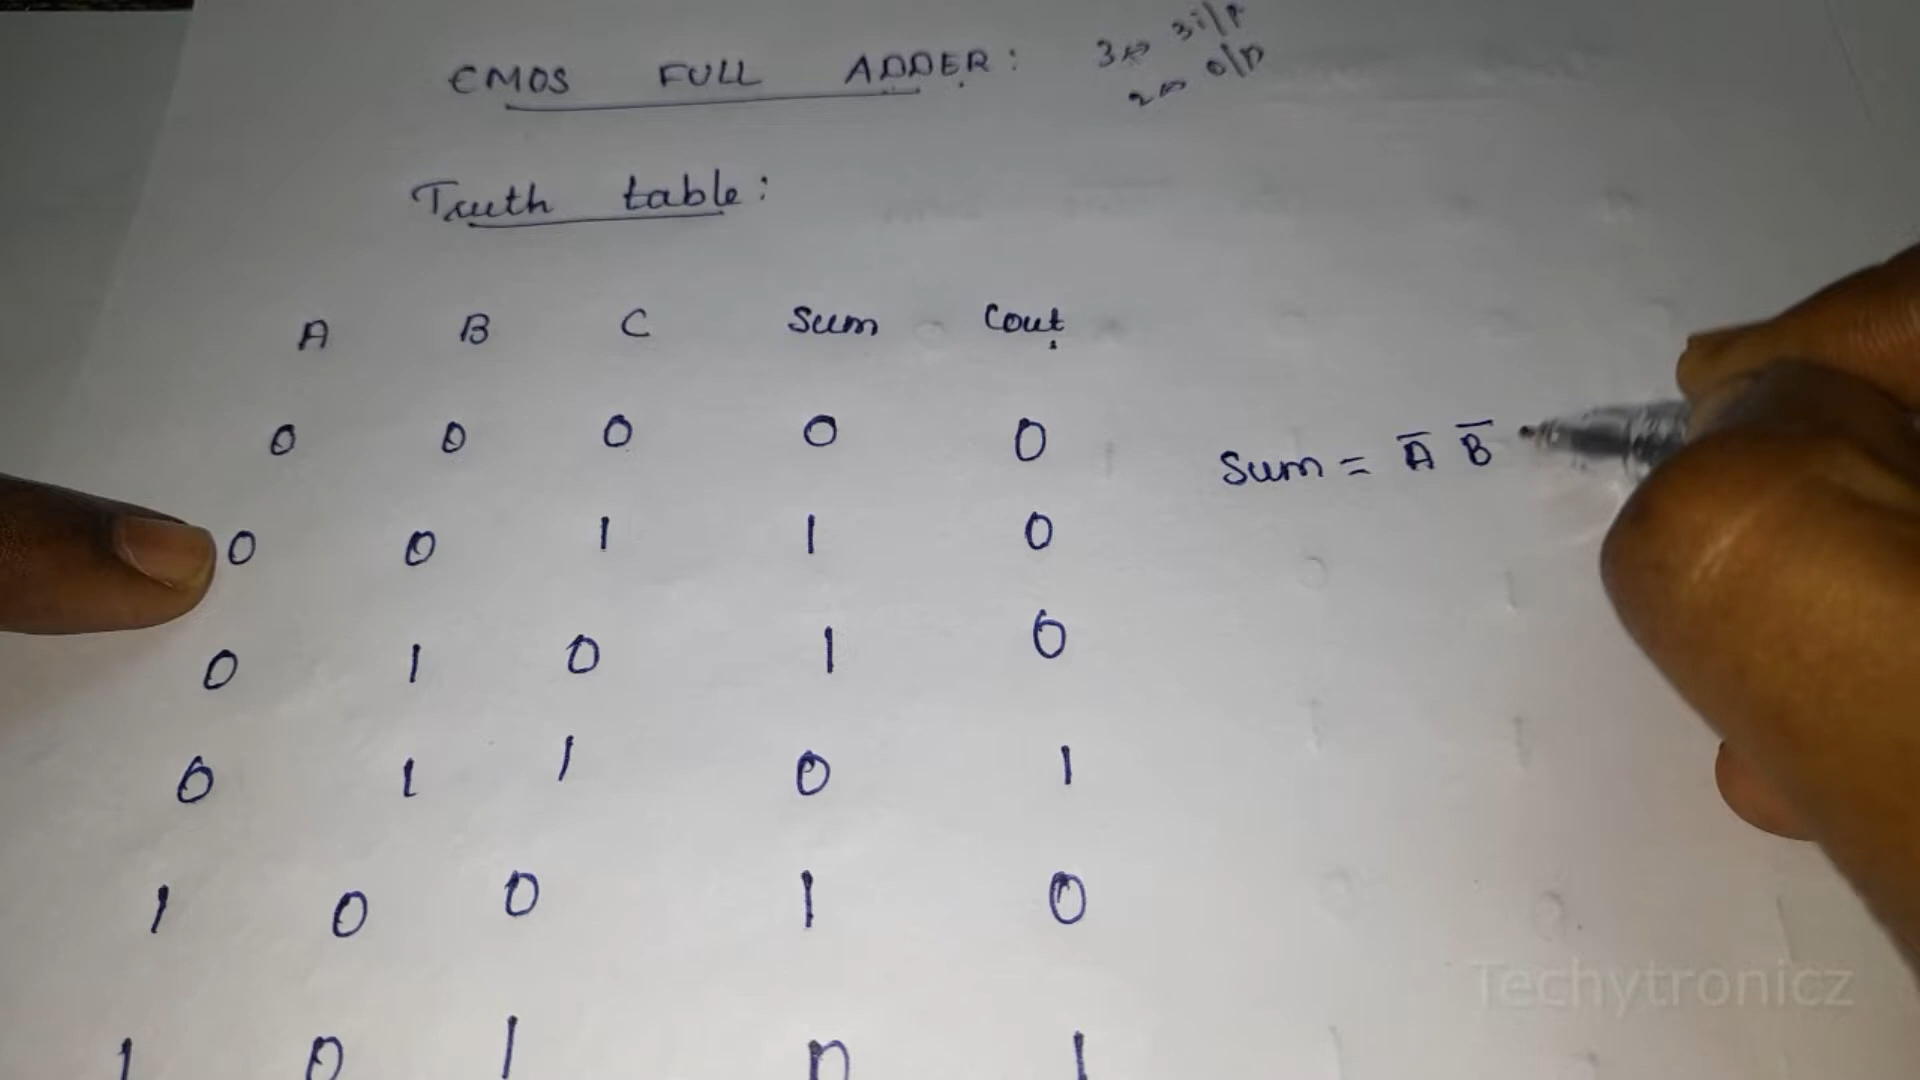 CMOS FULL ADDER: 3 → 3 i/p
2 → o/p
Truth table:
A B C Sum Cout
0 0 0 0 0
0 0 1 1 0
0 1 0 1 0
0 1 1 0 1
1 0 0 1 0
1 0 1 0 1
Sum = A̅ B̅
Techytronicz